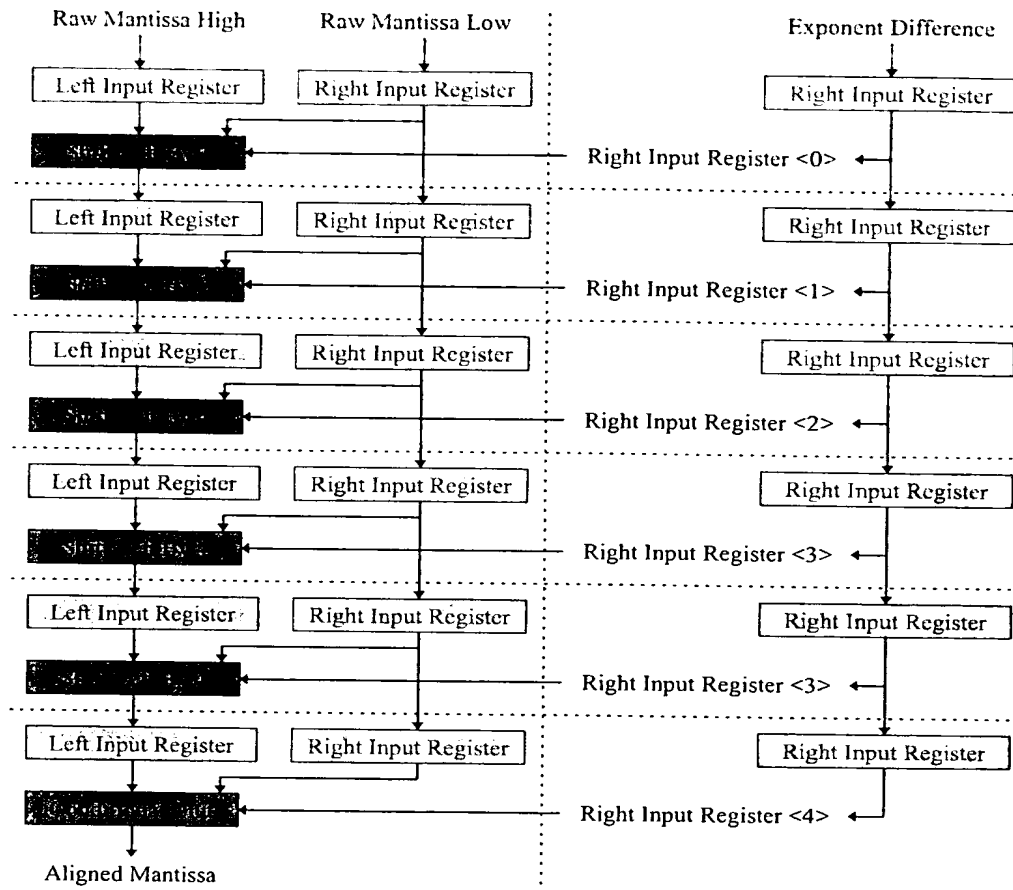 Raw Mantissa High
Raw Mantissa Low
Exponent Difference
Left Input Register
Right Input Register
Right Input Register
Right Input Register <0>
Left Input Register
Right Input Register
Right Input Register
Right Input Register <1>
Left Input Register
Right Input Register
Right Input Register
Right Input Register <2>
Left Input Register
Right Input Register
Right Input Register
Right Input Register <3>
Left Input Register
Right Input Register
Right Input Register
Right Input Register <3>
Left Input Register
Right Input Register
Right Input Register
Right Input Register <4>
Aligned Mantissa